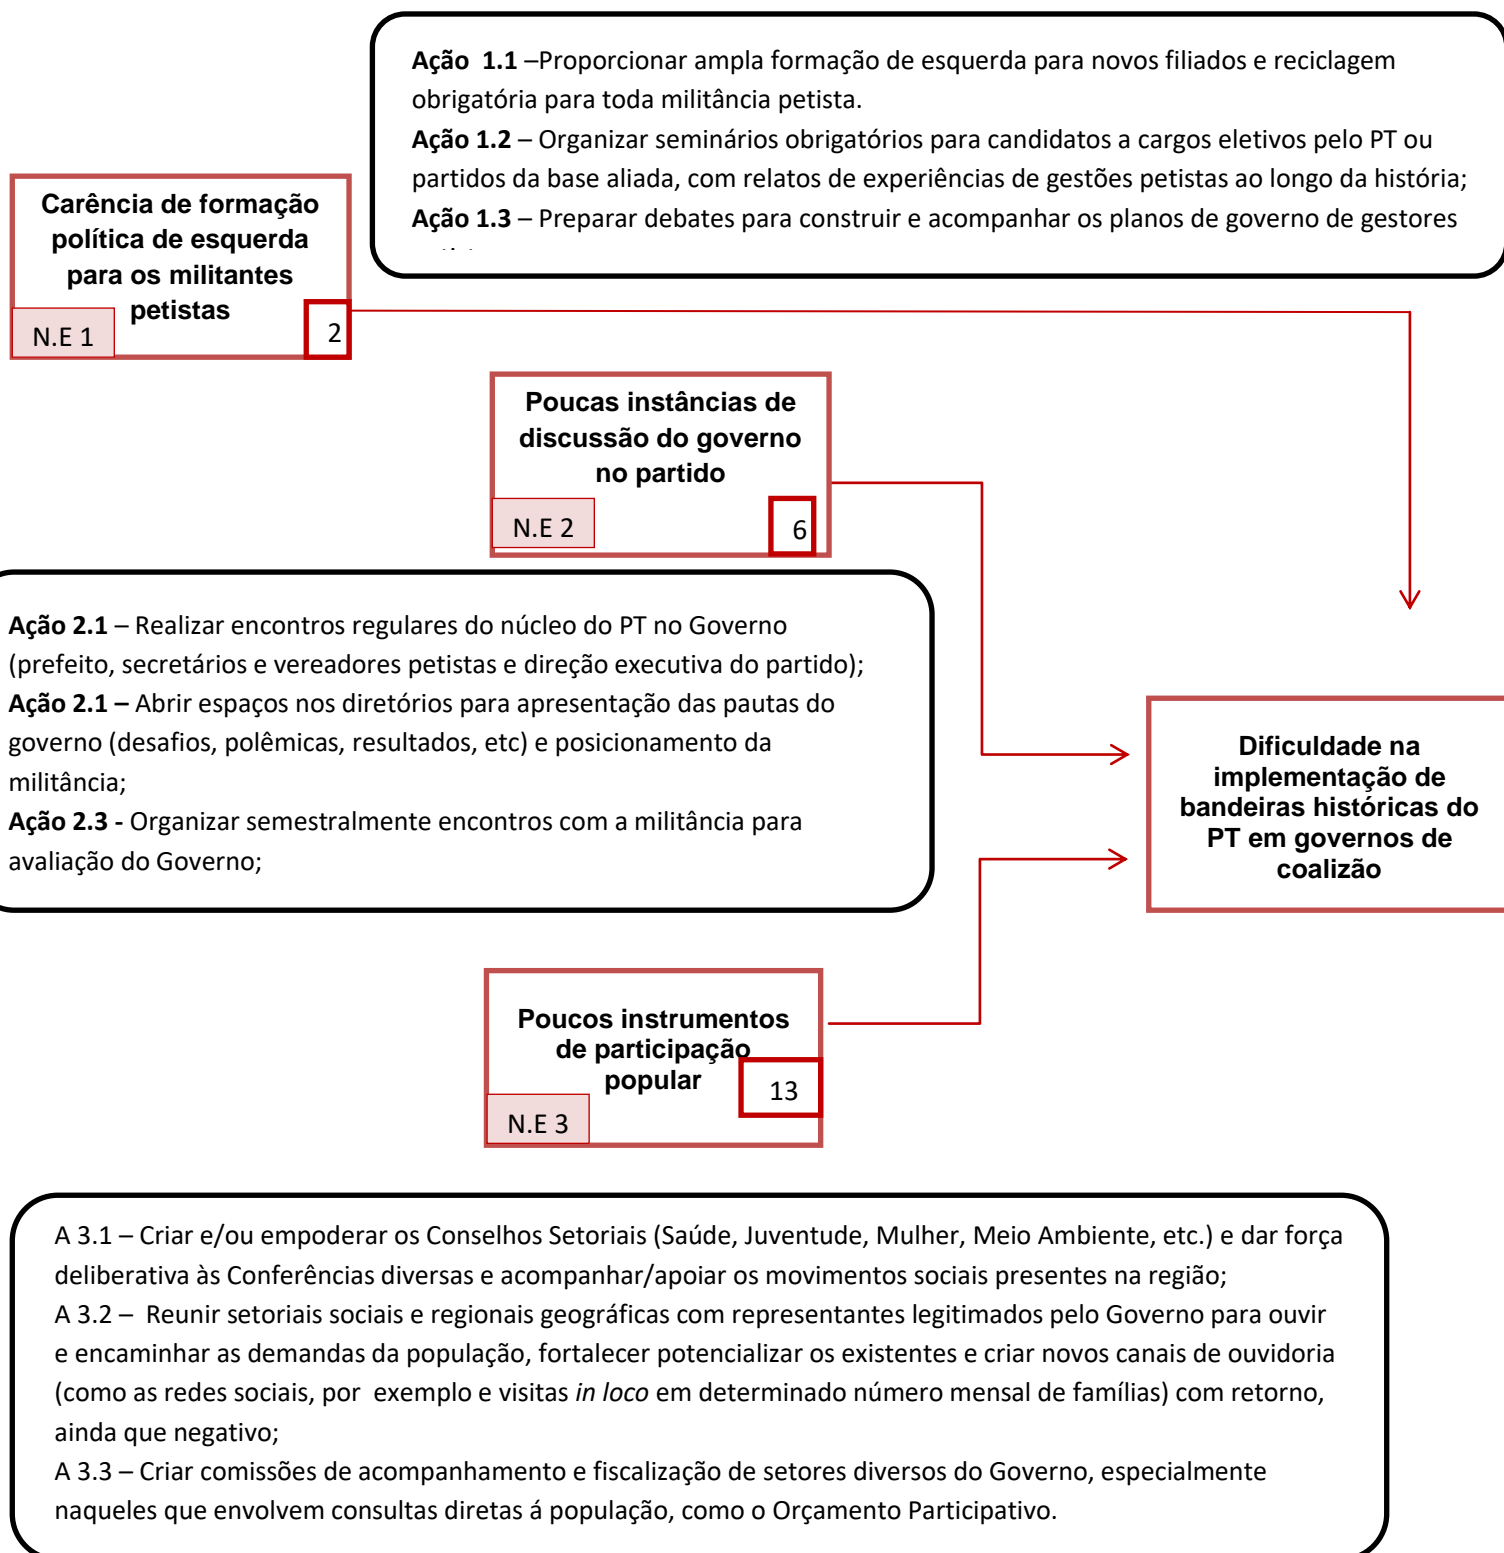 Ação 1.1 –Proporcionar ampla formação de esquerda para novos filiados e reciclagem
obrigatória para toda militância petista.
Ação 1.2 – Organizar seminários obrigatórios para candidatos a cargos eletivos pelo PT ou
partidos da base aliada, com relatos de experiências de gestões petistas ao longo da história;
Ação 1.3 – Preparar debates para construir e acompanhar os planos de governo de gestores
Carência de formação
política de esquerda
para os militantes
petistas
N.E 1
2
Poucas instâncias de
discussão do governo
no partido
N.E 2
6
Ação 2.1 – Realizar encontros regulares do núcleo do PT no Governo
(prefeito, secretários e vereadores petistas e direção executiva do partido);
Ação 2.1 – Abrir espaços nos diretórios para apresentação das pautas do
governo (desafios, polêmicas, resultados, etc) e posicionamento da
militância;
Ação 2.3 - Organizar semestralmente encontros com a militância para
avaliação do Governo;
Dificuldade na
implementação de
bandeiras históricas do
PT em governos de
coalizão
Poucos instrumentos
de participação
popular
13
N.E 3
A 3.1 – Criar e/ou empoderar os Conselhos Setoriais (Saúde, Juventude, Mulher, Meio Ambiente, etc.) e dar força
deliberativa às Conferências diversas e acompanhar/apoiar os movimentos sociais presentes na região;
A 3.2 – Reunir setoriais sociais e regionais geográficas com representantes legitimados pelo Governo para ouvir
e encaminhar as demandas da população, fortalecer potencializar os existentes e criar novos canais de ouvidoria
(como as redes sociais, por exemplo e visitas in loco em determinado número mensal de famílias) com retorno,
ainda que negativo;
A 3.3 – Criar comissões de acompanhamento e fiscalização de setores diversos do Governo, especialmente
naqueles que envolvem consultas diretas á população, como o Orçamento Participativo.